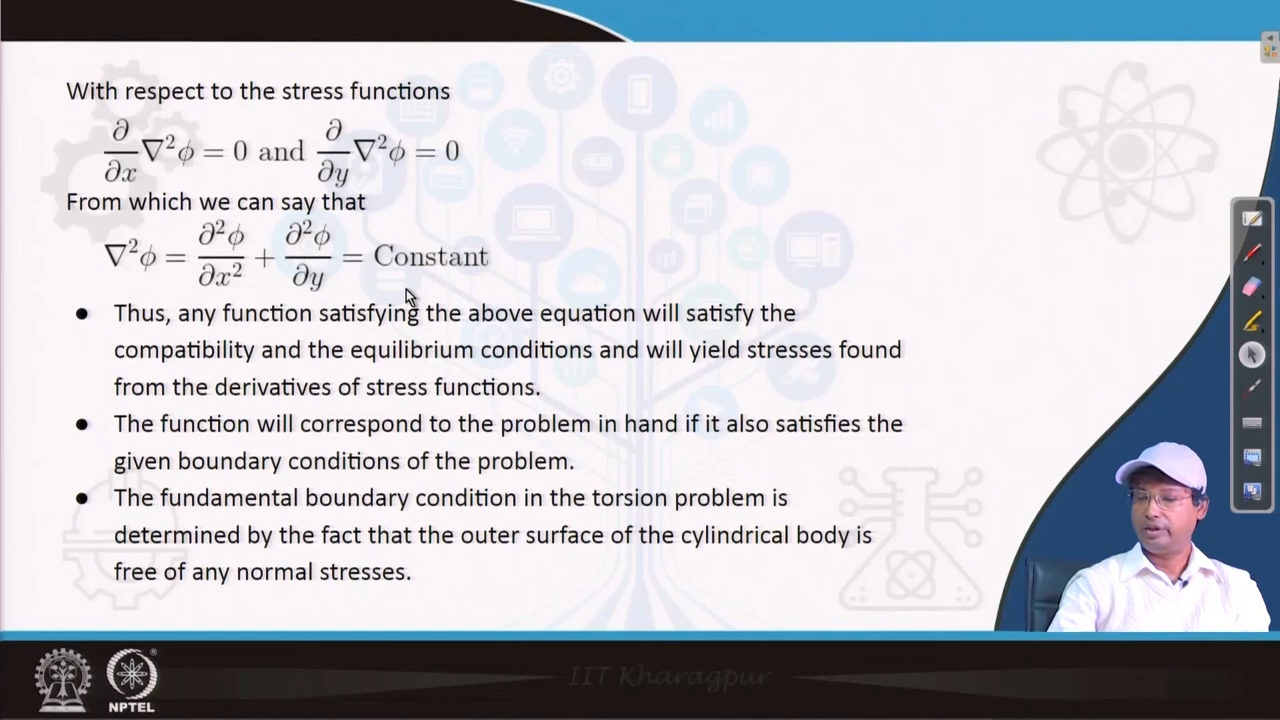 With respect to the stress functions
∂/∂x ∇²ϕ = 0 and ∂/∂y ∇²ϕ = 0
From which we can say that
∇²ϕ = ∂²ϕ/∂x² + ∂²ϕ/∂y = Constant
● Thus, any function satisfying the above equation will satisfy the
compatibility and the equilibrium conditions and will yield stresses found
from the derivatives of stress functions.
● The function will correspond to the problem in hand if it also satisfies the
given boundary conditions of the problem.
● The fundamental boundary condition in the torsion problem is
determined by the fact that the outer surface of the cylindrical body is
free of any normal stresses.
IIT Kharagpur
®
NPTEL